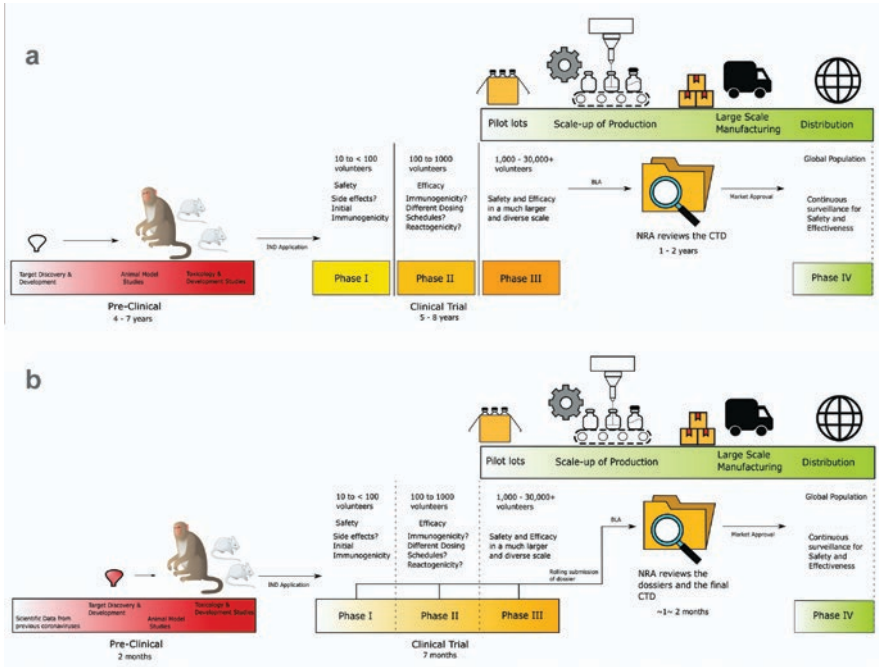 a
Pilot lots
Scale-up of Production
Large Scale
Manufacturing
Distribution
10 to < 100
volunteers
Safety
Side effects?
Initial
Immunogenicity
100 to 1000
volunteers
Efficacy
Immunogenicity?
Different Dosing
Schedules?
Reactogenicity?
1,000 - 30,000+
volunteers
Safety and Efficacy
in a much larger
and diverse scale
BLA
NRA reviews the CTD
1 - 2 years
Market Approval
Global Population
Continuous
surveillance for
Safety and
Effectiveness
IND Application
Target Discovery &
Development
Animal Model
Studies
Toxicology &
Development Studies
Pre-Clinical
4 - 7 years
Phase I
Phase II
Phase III
Clinical Trial
5 - 8 years
Phase IV
b
Pilot lots
Scale-up of Production
Large Scale
Manufacturing
Distribution
10 to < 100
volunteers
Safety
Side effects?
Initial
Immunogenicity
100 to 1000
volunteers
Efficacy
Immunogenicity?
Different Dosing
Schedules?
Reactogenicity?
1,000 - 30,000+
volunteers
Safety and Efficacy
in a much larger
and diverse scale
Rolling submission
of dossier
BLA
NRA reviews the
dossiers and the final
CTD
~1~ 2 months
Market Approval
Global Population
Continuous
surveillance for
Safety and
Effectiveness
IND Application
Scientific Data from
previous coronaviruses
Target Discovery &
Development
Animal Model
Studies
Toxicology &
Development Studies
Pre-Clinical
2 months
Phase I
Phase II
Phase III
Clinical Trial
7 months
Phase IV